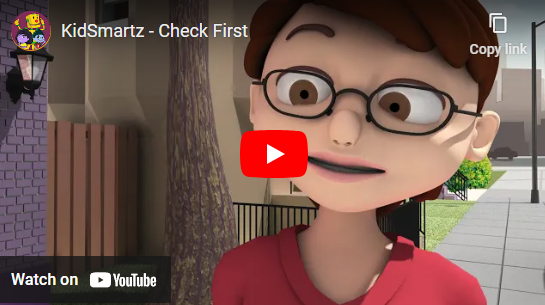 KidSmartz - Check First
Copy link
Watch on YouTube